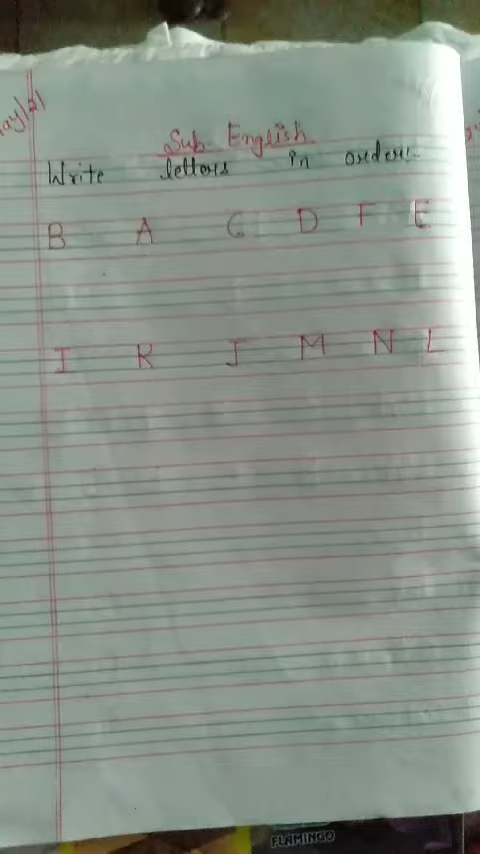 Sub- English
Write letters in order:-
B A C D F E
I R J M N L
FLAMINGO